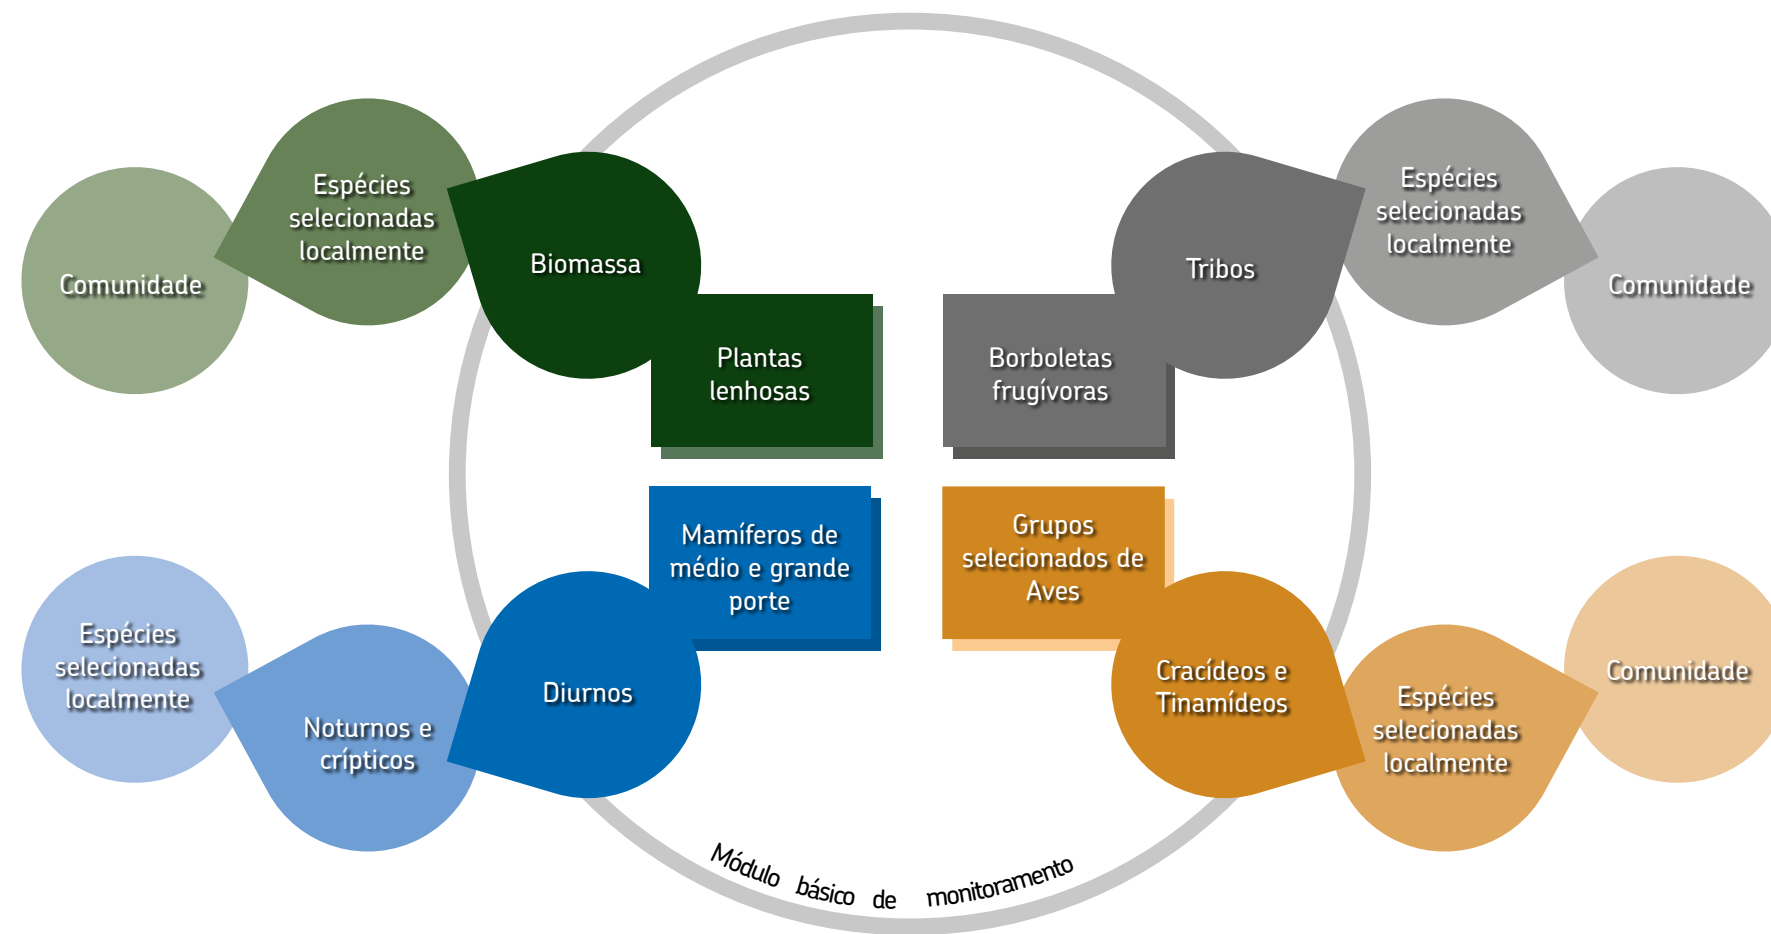 Comunidade
Espécies
selecionadas
localmente
Biomassa
Plantas
lenhosas
Borboletas
frugívoras
Tribos
Espécies
selecionadas
localmente
Comunidade
Espécies
selecionadas
localmente
Noturnos e
crípticos
Diurnos
Mamíferos de
médio e grande
porte
Grupos
selecionados de
Aves
Cracídeos e
Tinamídeos
Espécies
selecionadas
localmente
Comunidade
Módulo básico de monitoramento